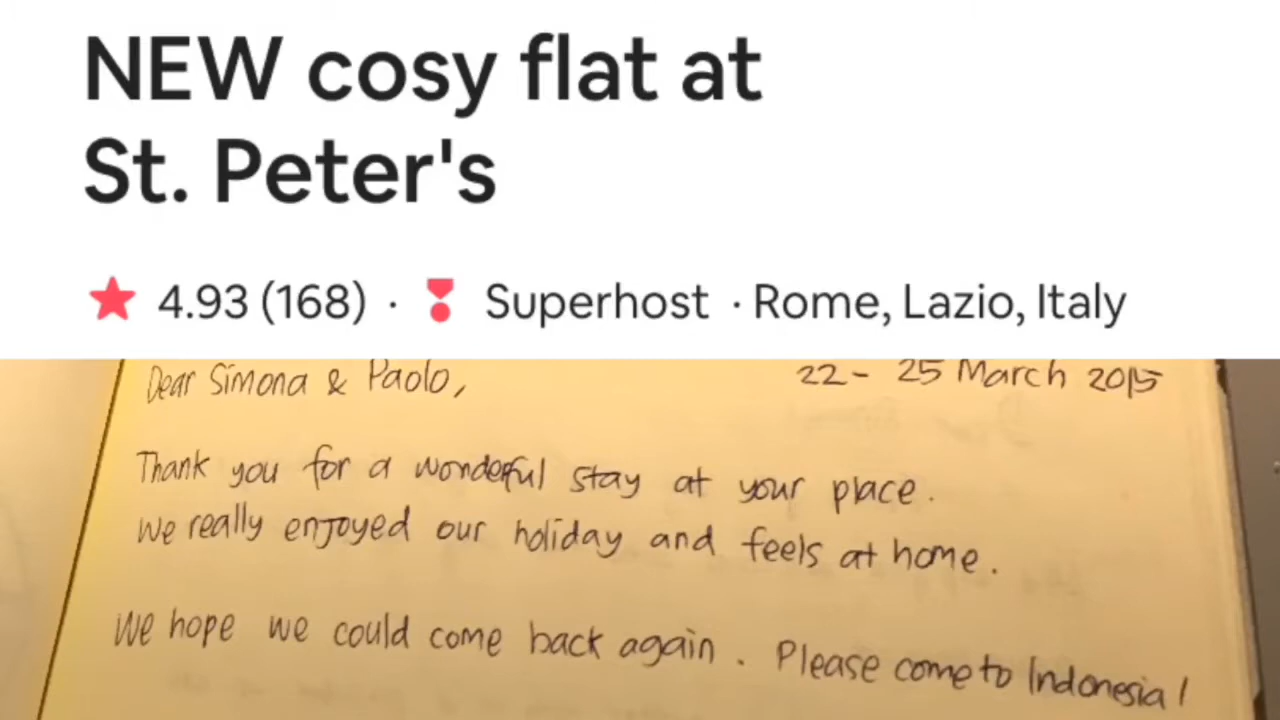 NEW cosy flat at
St. Peter's
4.93 (168) · Superhost · Rome, Lazio, Italy
Dear Simona & Paolo,
22 - 25 March 2015
Thank you for a wonderful stay at your place.
We really enjoyed our holiday and feels at home.
We hope we could come back again. Please come to Indonesia!